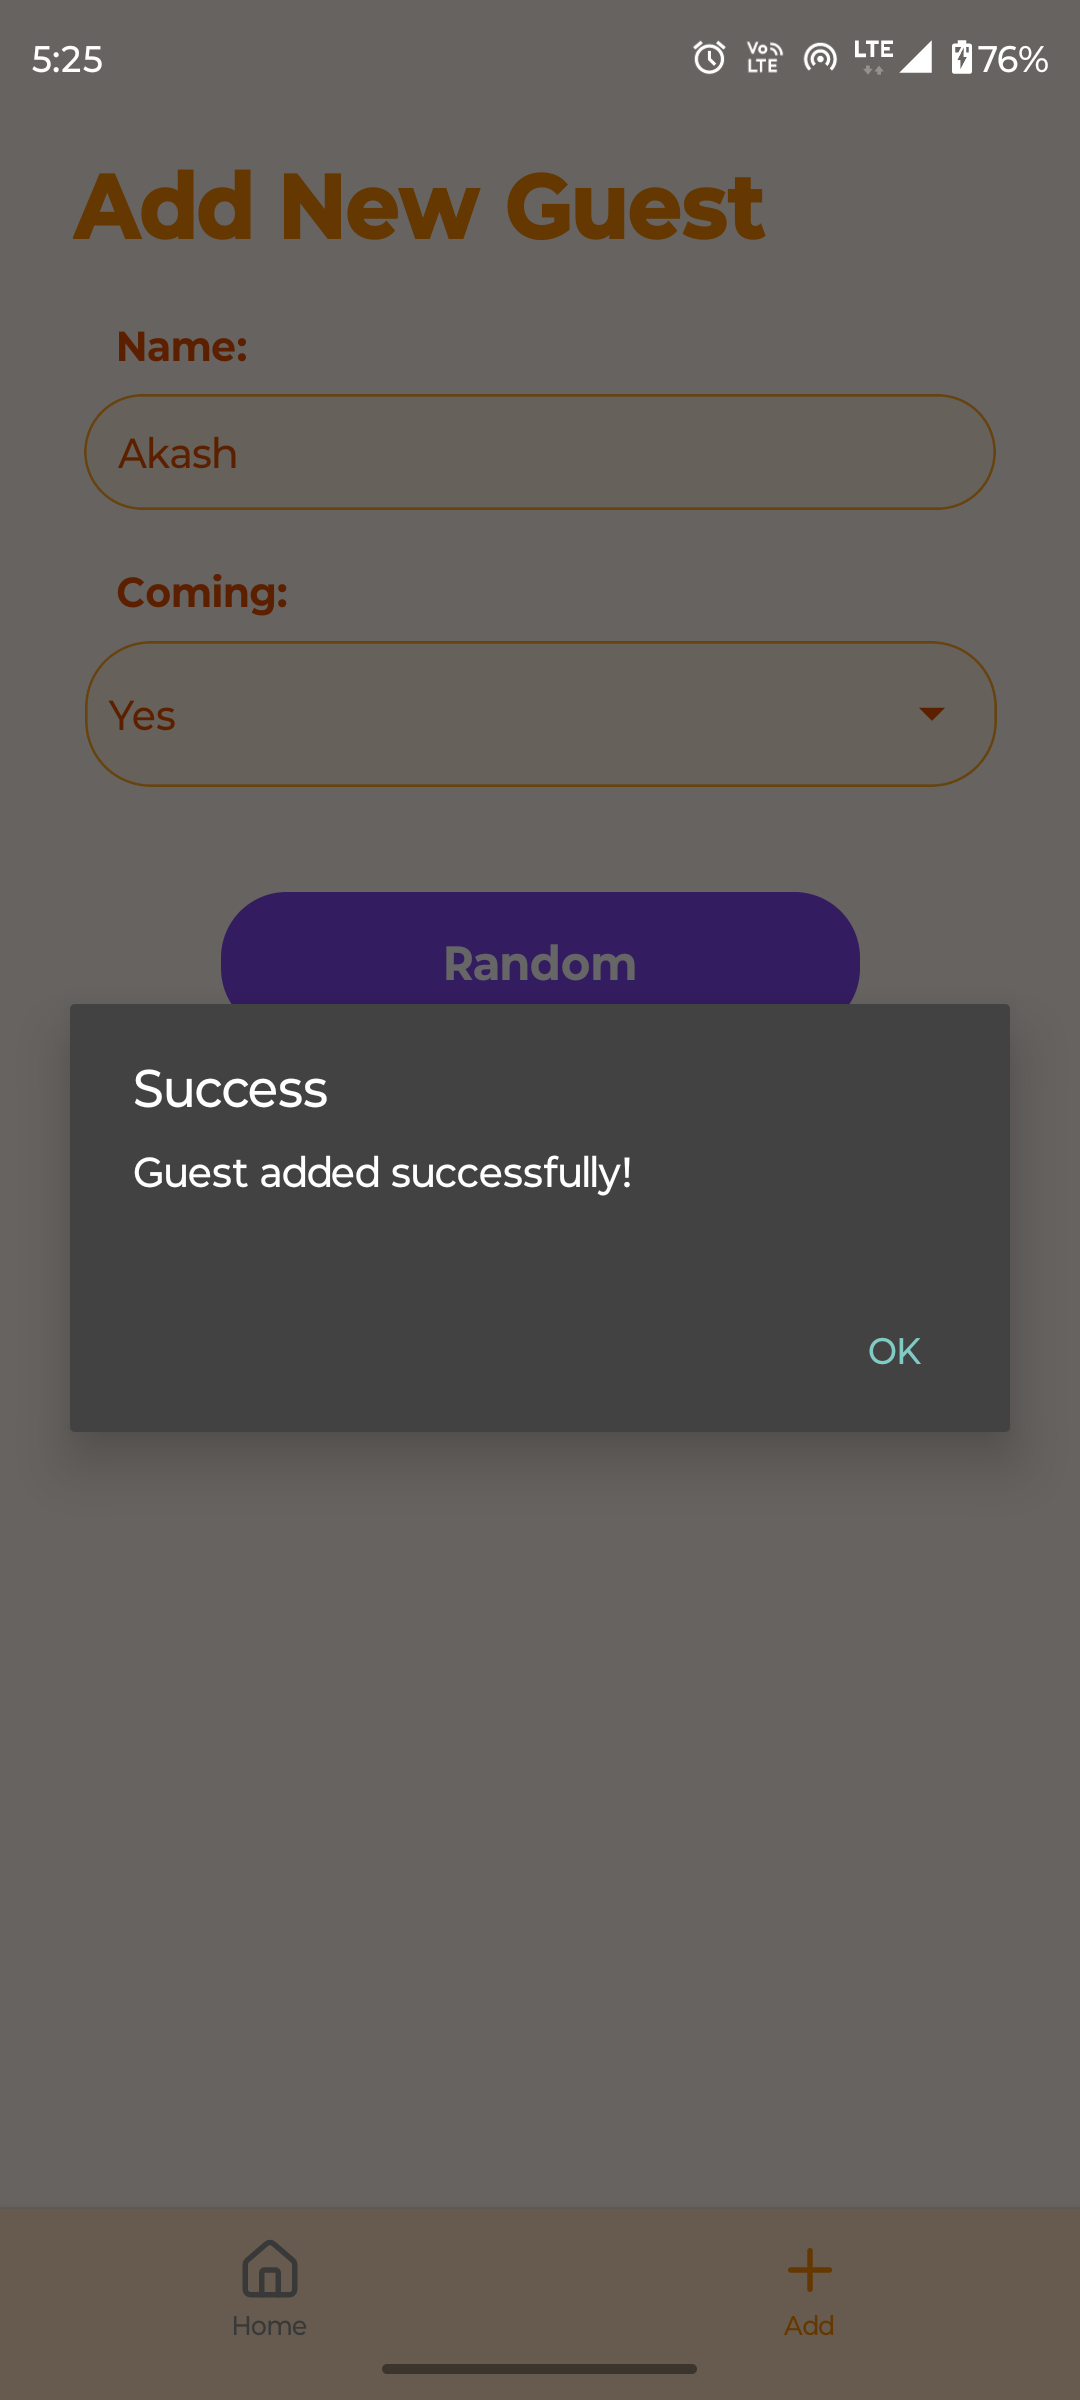 5:25
Vo LTE
LTE
76%
Add New Guest
Name:
Akash
Coming:
Yes
Random
Success
Guest added successfully!
OK
Home
Add